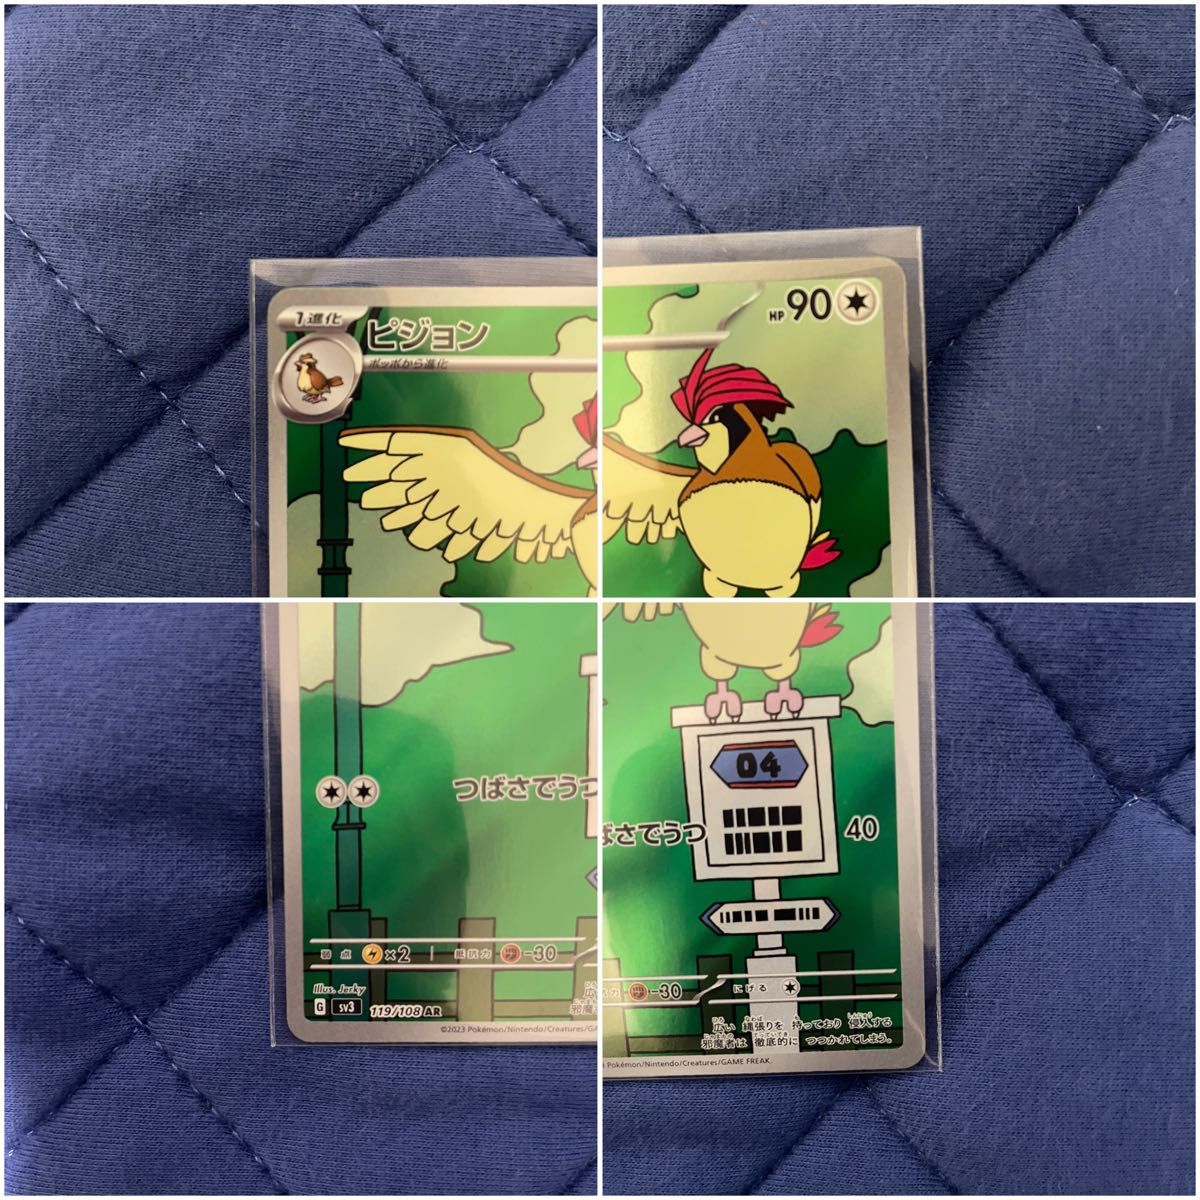 1進化
ピジョン
ポッポから進化
HP 90
つばさでうつ
ばさでうつ 40
04
弱点 ×2 抵抗力 -30
抗力 -30 にげる
Illus. Jerky
G sv3 119/108 AR
広い 縄張りを 持っており 侵入する
邪魔者は 徹底的に つつかれてしまう。
©2023 Pokémon/Nintendo/Creatures/GA
Pokémon/Nintendo/Creatures/GAME FREAK.